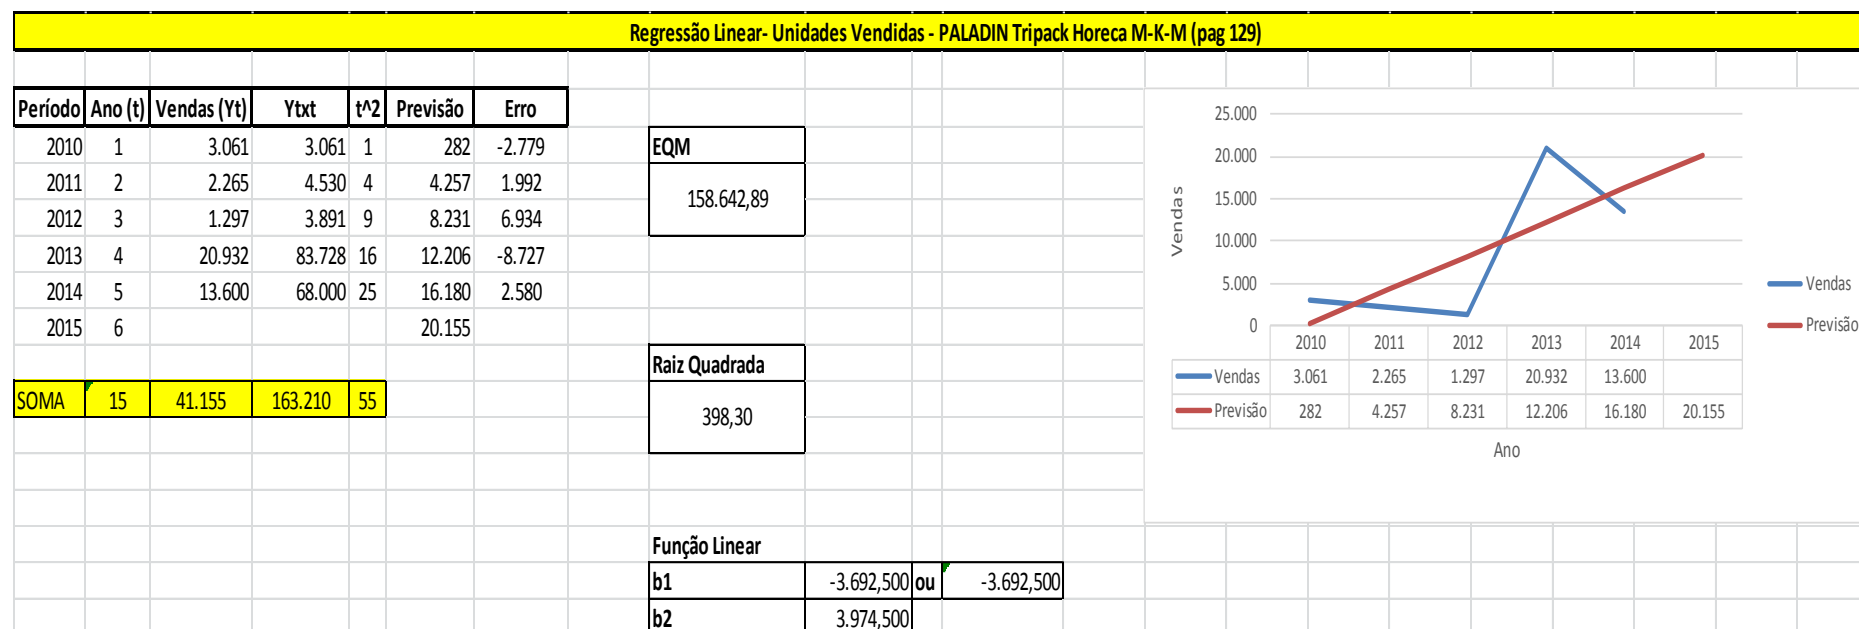 Regressão Linear- Unidades Vendidas - PALADIN Tripack Horeca M-K-M (pag 129)
Período Ano (t) Vendas (Yt) Ytxt t^2 Previsão Erro
2010 1 3.061 3.061 1 282 -2.779
2011 2 2.265 4.530 4 4.257 1.992
2012 3 1.297 3.891 9 8.231 6.934
2013 4 20.932 83.728 16 12.206 -8.727
2014 5 13.600 68.000 25 16.180 2.580
2015 6 20.155
SOMA 15 41.155 163.210 55
EQM
158.642,89
Raiz Quadrada
398,30
Função Linear
b1 -3.692,500 ou -3.692,500
b2 3.974,500
25.000
20.000
15.000
10.000
5.000
0
Vendas
2010 2011 2012 2013 2014 2015
Vendas 3.061 2.265 1.297 20.932 13.600
Previsão 282 4.257 8.231 12.206 16.180 20.155
Ano
Vendas
Previsão